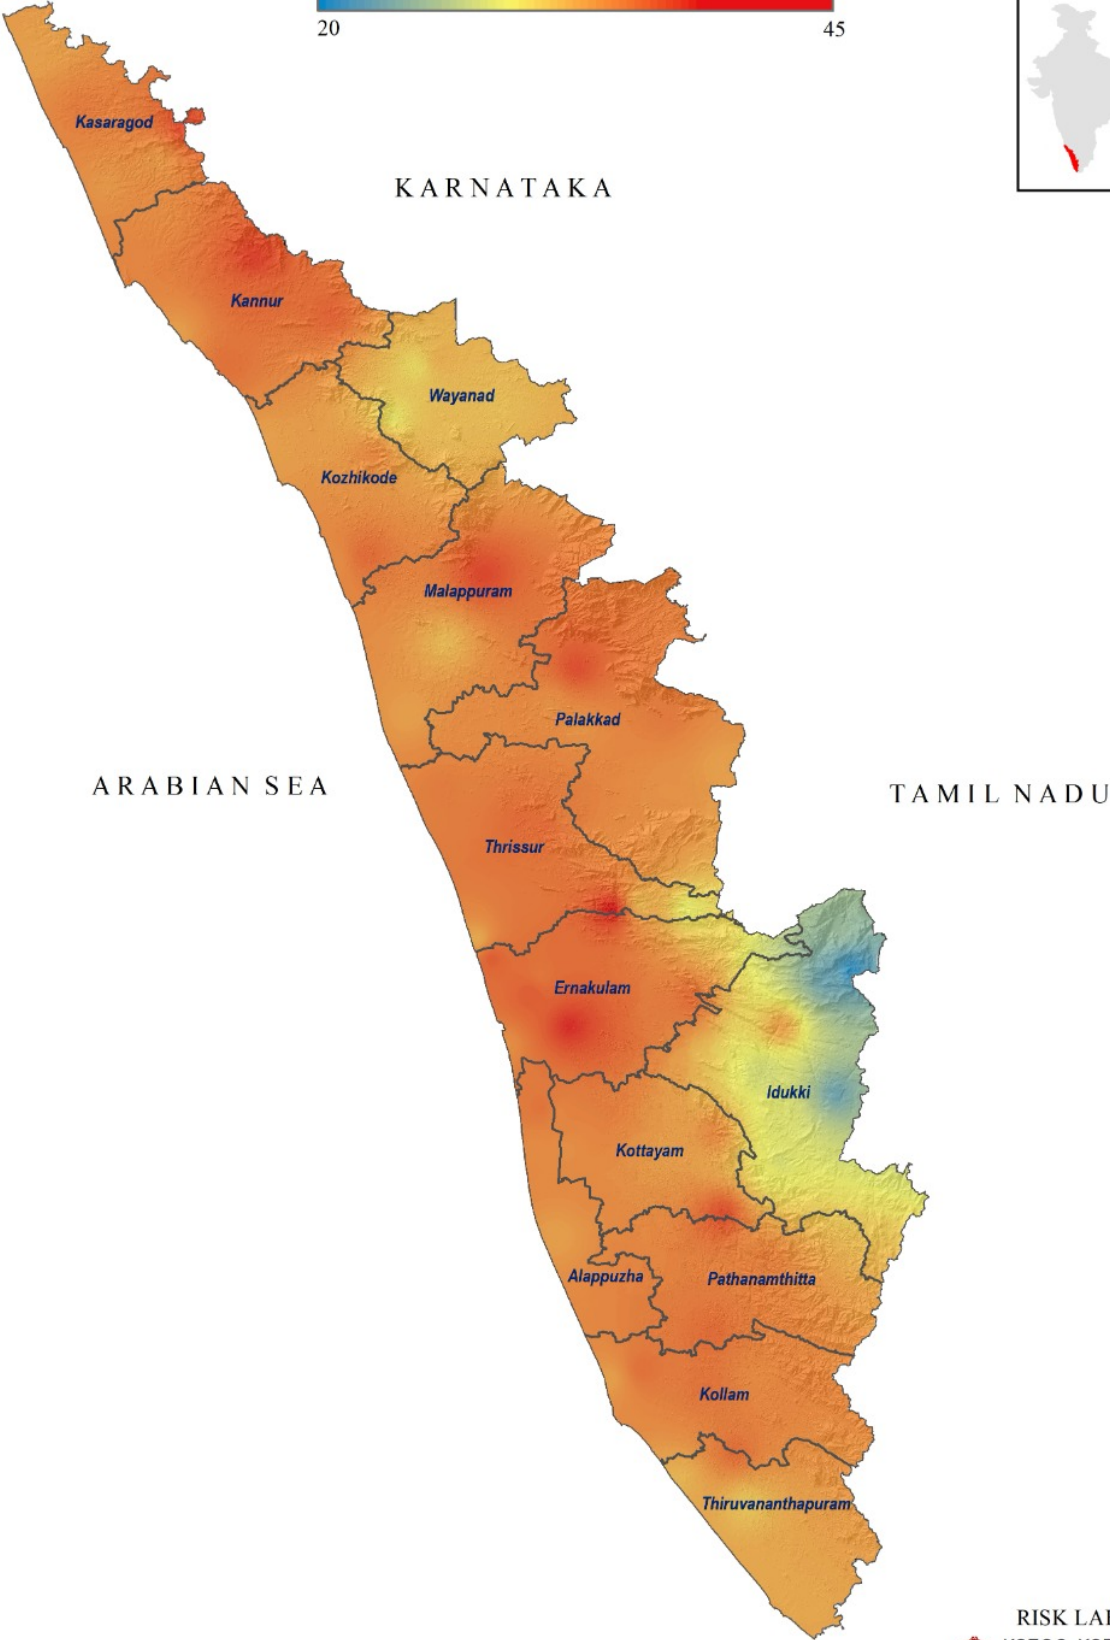 20 45
Kasaragod
KARNATAKA
Kannur
Wayanad
Kozhikode
Malappuram
Palakkad
ARABIAN SEA
TAMIL NADU
Thrissur
Ernakulam
Idukki
Kottayam
Alappuzha
Pathanamthitta
Kollam
Thiruvananthapuram
RISK